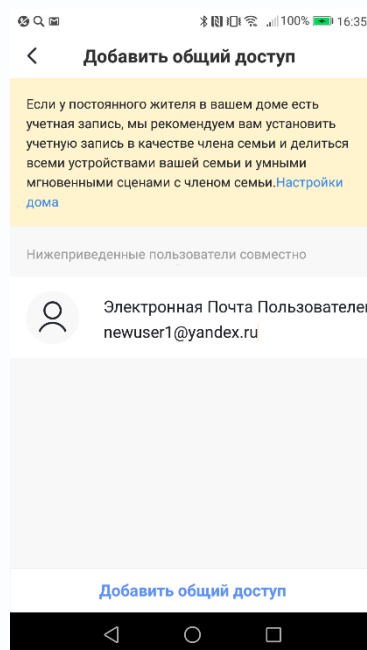 100% 16:35
Добавить общий доступ
Если у постоянного жителя в вашем доме есть
учетная запись, мы рекомендуем вам установить
учетную запись в качестве члена семьи и делиться
всеми устройствами вашей семьи и умными
мгновенными сценами с членом семьи.Настройки
дома
Нижеприведенные пользователи совместно
Электронная Почта Пользователе
newuser1@yandex.ru
Добавить общий доступ